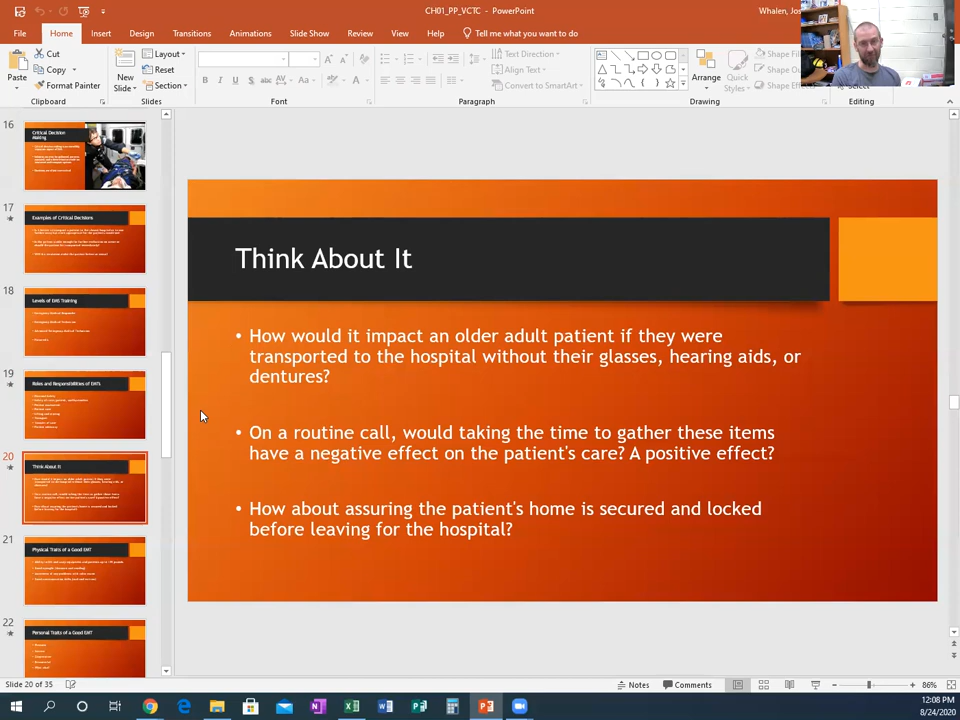 CH01_PP_VCTC - PowerPoint
Whalen, Jos
File Home Insert Design Transitions Animations Slide Show Review View Help Tell me what you want to do
Paste
Cut
Copy
Format Painter
Clipboard
New
Slide
Layout
Reset
Section
Slides
Font
Text Direction
Align Text
Convert to SmartArt
Paragraph
Arrange
Quick
Styles
Shape Fi
Shape Ou
Shape Eff
Drawing
Select
Editing
16
Critical Decision
Making
17
Examples of Critical Decisions
18
Levels of EMS Training
19
Roles and Responsibilities of EMTs
20
Think About It
21
Physical Traits of a Good EMT
22
Personal Traits of a Good EMT
Think About It
• How would it impact an older adult patient if they were
transported to the hospital without their glasses, hearing aids, or
dentures?
• On a routine call, would taking the time to gather these items
have a negative effect on the patient's care? A positive effect?
• How about assuring the patient's home is secured and locked
before leaving for the hospital?
Slide 20 of 35
Notes
Comments
86%
12:08 PM
8/24/2020